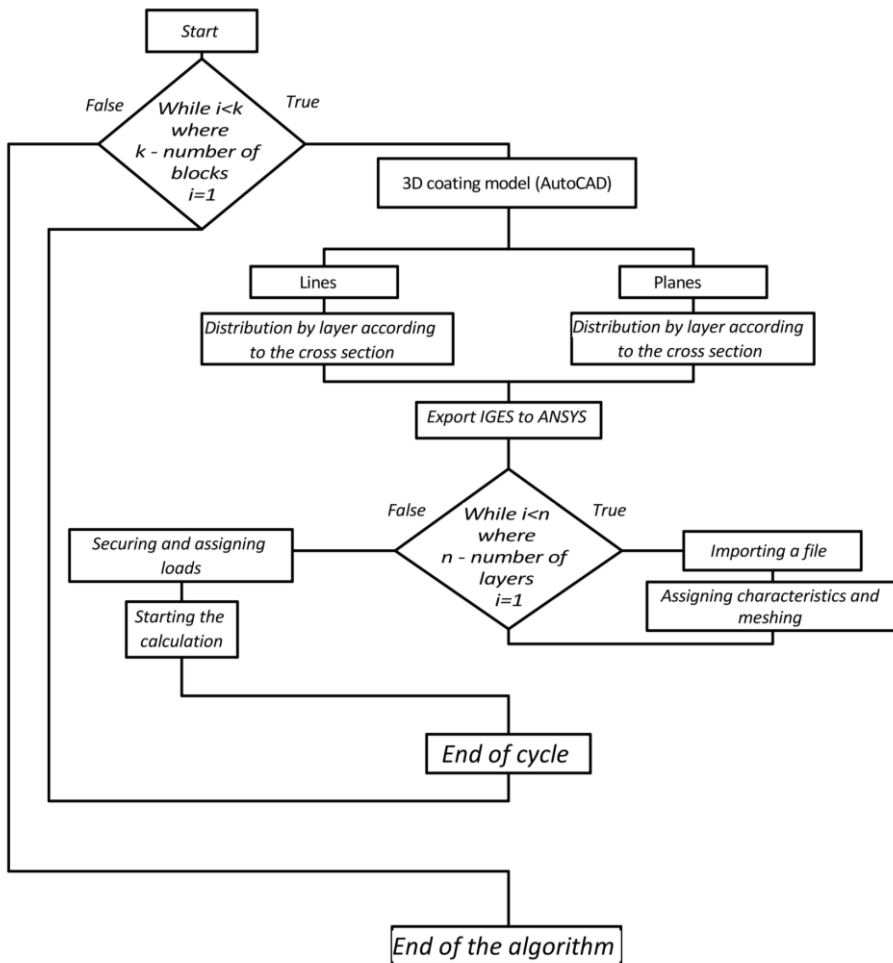 Start
False
True
While i<k
where
k - number of
blocks
i=1
3D coating model (AutoCAD)
Lines
Planes
Distribution by layer according
to the cross section
Distribution by layer according
to the cross section
Export IGES to ANSYS
False
True
While i<n
where
n - number of
layers
i=1
Securing and assigning
loads
Importing a file
Starting the
calculation
Assigning characteristics and
meshing
End of cycle
End of the algorithm